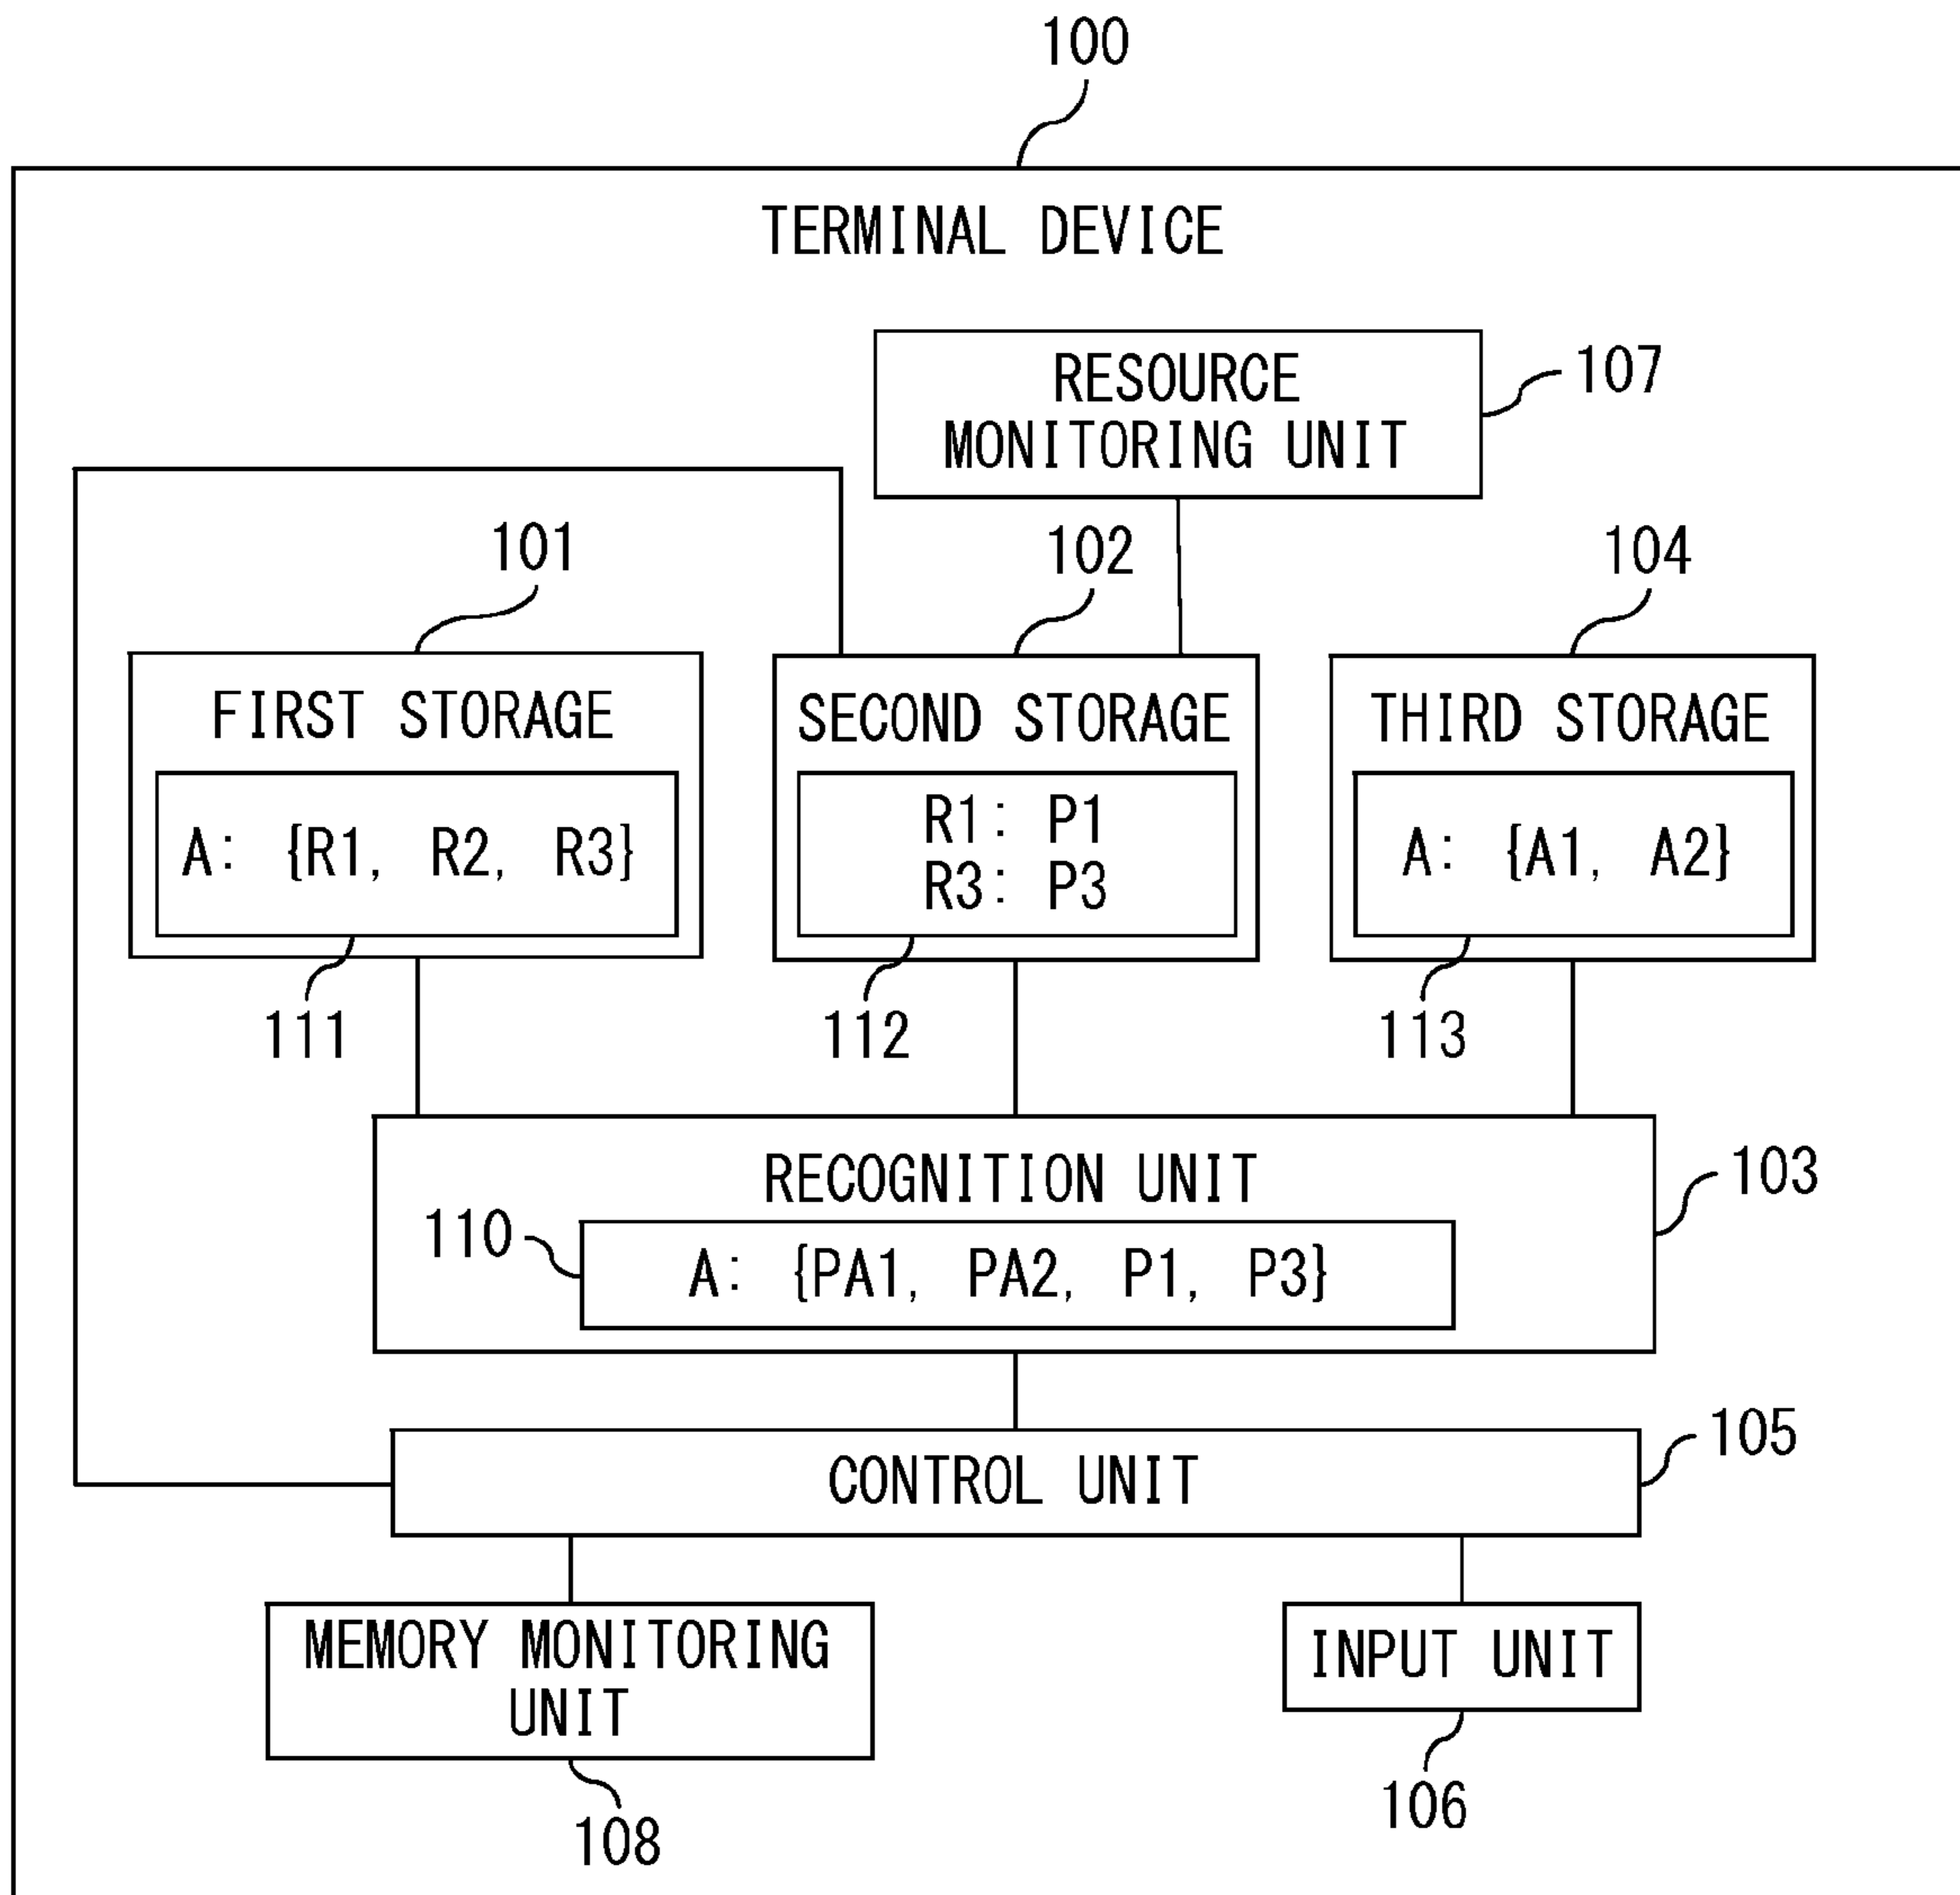 100
TERMINAL DEVICE
RESOURCE
MONITORING UNIT
107
101
102
104
FIRST STORAGE
A: {R1, R2, R3}
111
SECOND STORAGE
R1: P1
R3: P3
112
THIRD STORAGE
A: {A1, A2}
113
RECOGNITION UNIT
103
110
A: {PA1, PA2, P1, P3}
CONTROL UNIT
105
MEMORY MONITORING
UNIT
108
INPUT UNIT
106